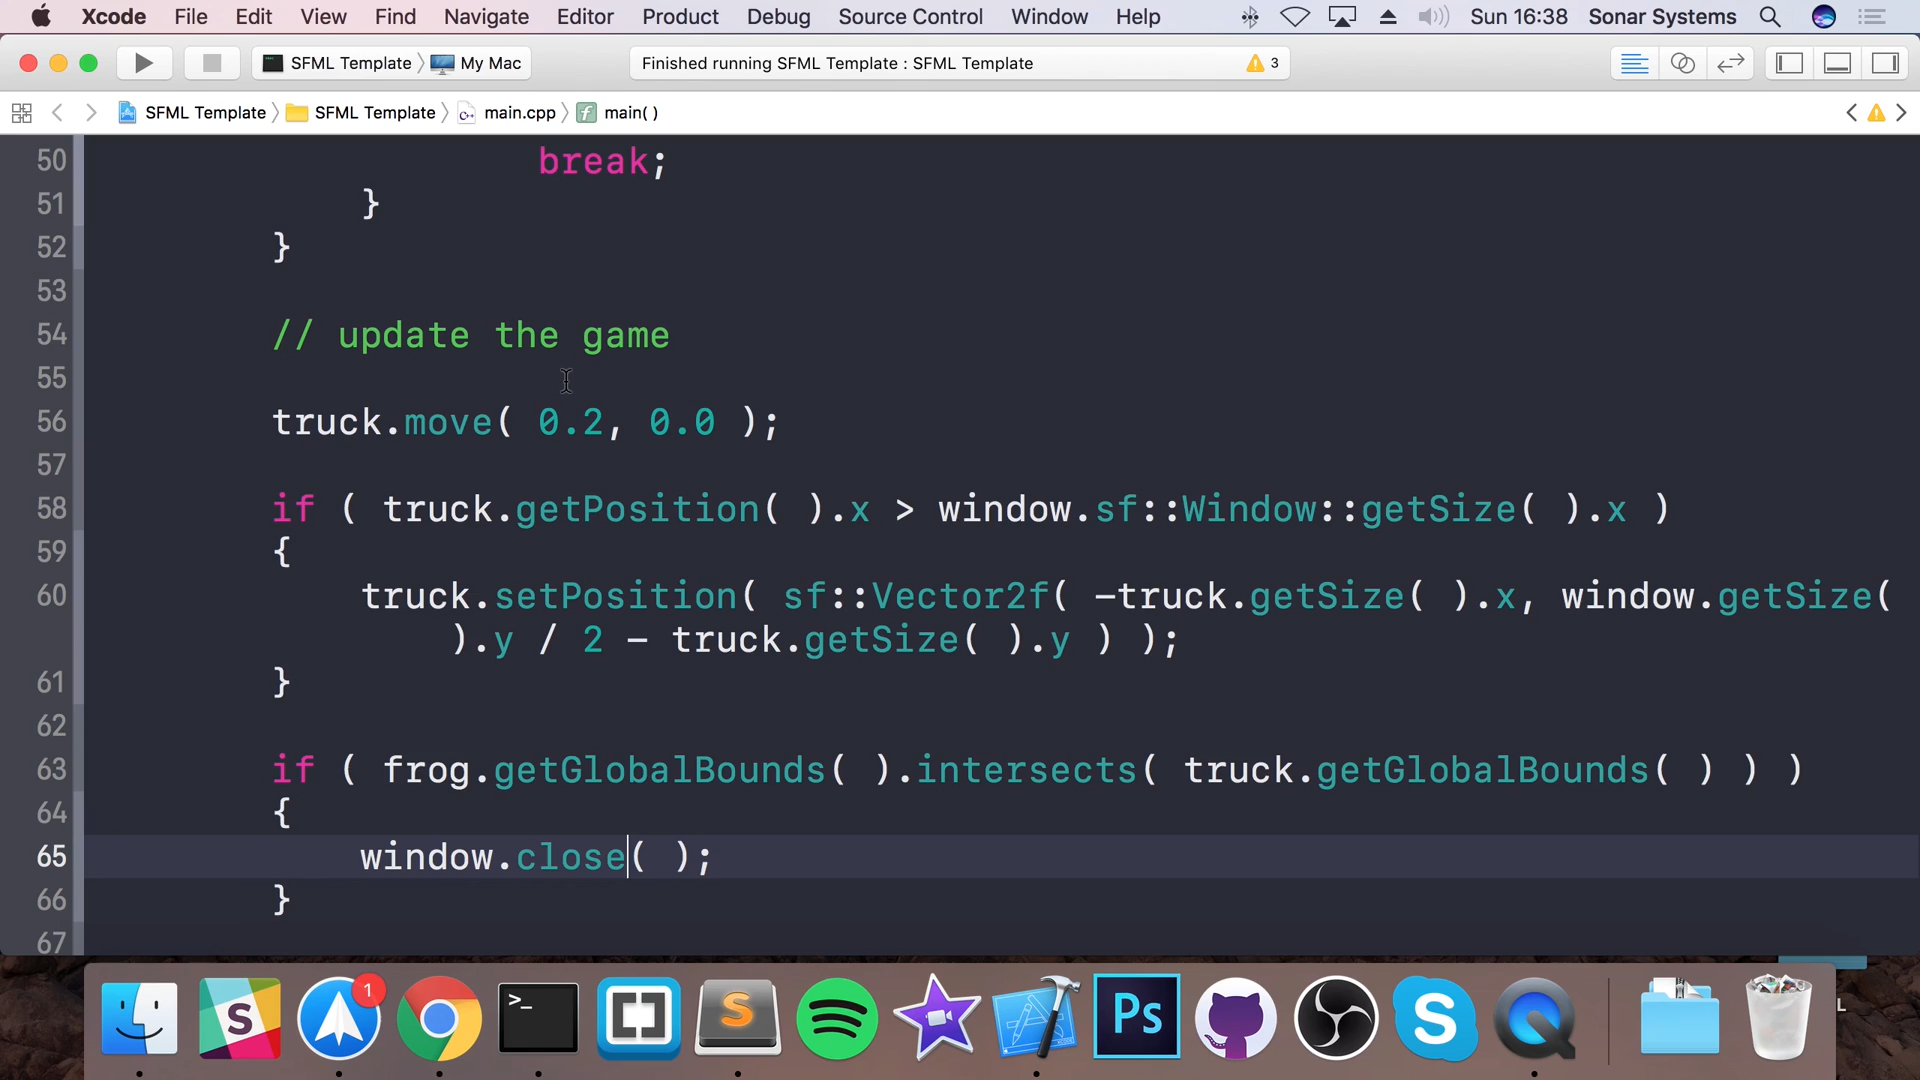 Xcode File Edit View Find Navigate Editor Product Debug Source Control Window Help Sun 16:38 Sonar Systems
SFML Template My Mac Finished running SFML Template : SFML Template 3
SFML Template SFML Template main.cpp main( )
50 break;
51 }
52 }
53
54 // update the game
55
56 truck.move( 0.2, 0.0 );
57
58 if ( truck.getPosition( ).x > window.sf::Window::getSize( ).x )
59 {
60 truck.setPosition( sf::Vector2f( -truck.getSize( ).x, window.getSize(
).y / 2 - truck.getSize( ).y ) );
61 }
62
63 if ( frog.getGlobalBounds( ).intersects( truck.getGlobalBounds( ) ) )
64 {
65 window.close( );
66 }
67
S 1 >_ S Ps S L